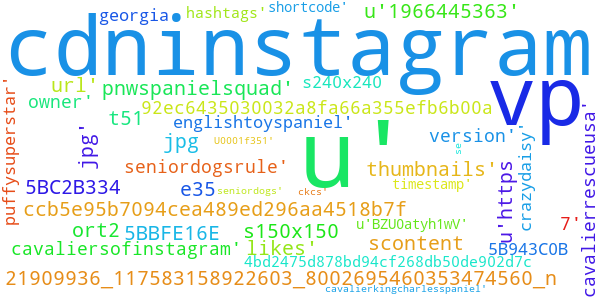 georgia
hashtags'
shortcode'
u'1966445363'
cdninstagram
url'
pnwspanielsquad'
s240x240
vp
owner'
92ec6435030032a8fa66a355efb6b00a
t51
englishtoyspaniel'
u'
version'
jpg'
jpg
U0001f351'
se
puffysuperstar'
seniordogsrule'
thumbnails'
crazydaisy'
cavalierrescueusa'
5BC2B334
e35
seniordogs'
ckcs'
timestamp'
u'https
ccb5e95b7094cea489ed296aa4518b7f
u'BZU0atyh1wV'
7'
ort2
5BBFE16E
s150x150
scontent
cavaliersofinstagram'
likes'
5B943C0B
4bd2475d878bd94cf268db50de902d7c
21909936_117583158922603_8002695460353474560_n
cavalierkingcharlesspaniel'